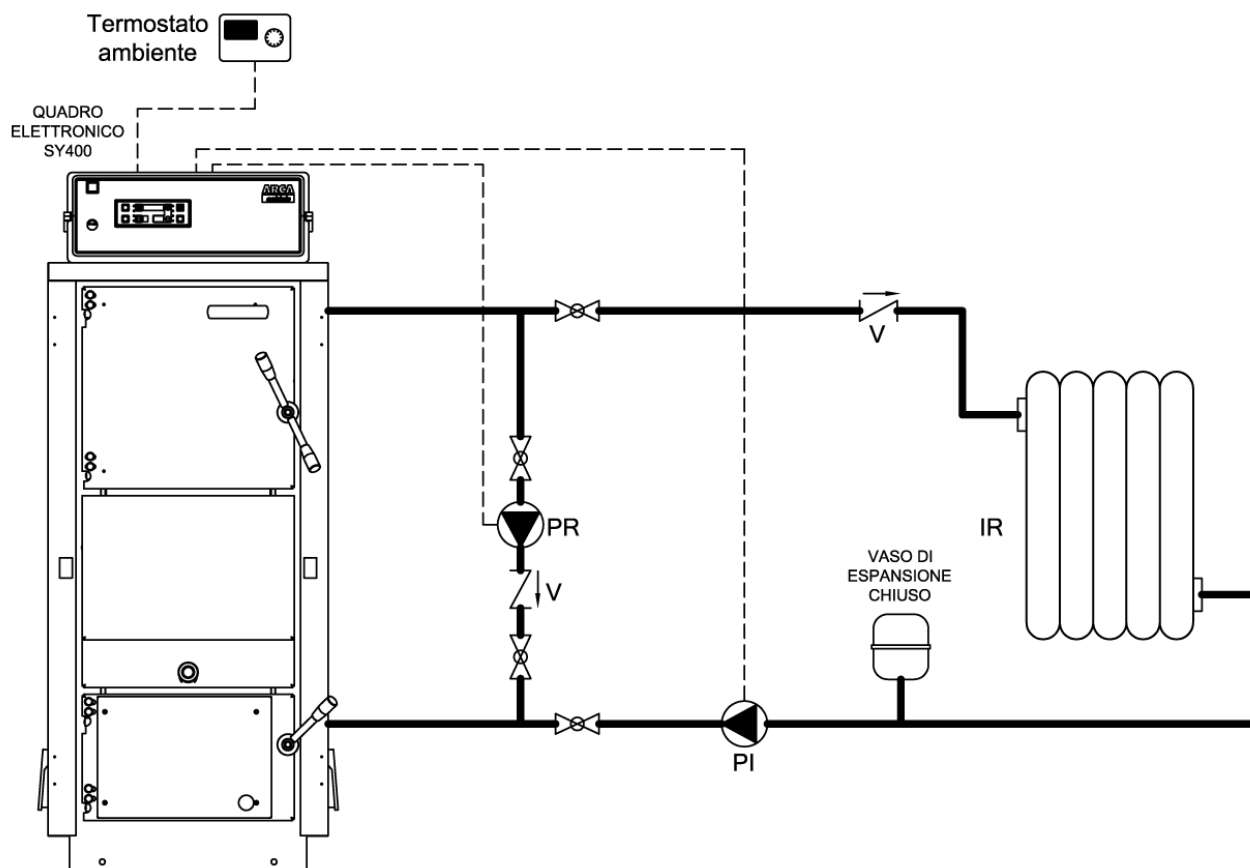 Termostato
ambiente
QUADRO
ELETTRONICO
SY400
ARCA
V
PR
IR
V
VASO DI
ESPANSIONE
CHIUSO
PI